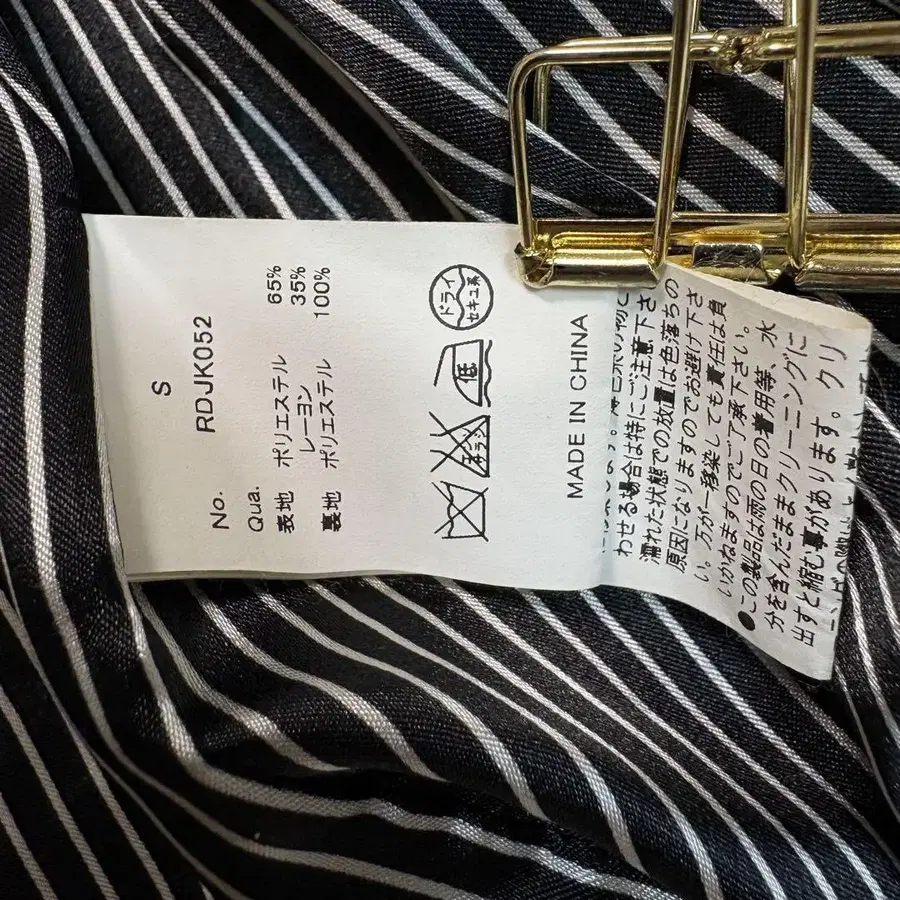 S
No. RDJK052
Qua.
表地 ポリエステル 65%
レーヨン 35%
裏地 ポリエステル 100%
ドライ
セキユ系
低
エンソ
サラシ
MADE IN CHINA
わせる場合は特にご注意下さ
濡れた状態での放置は色落ちの
原因になりますのでお避け下さ
い。万が一移染しても責任は負
いかねますのでご了承下さい。
●この製品は雨の日の着用等、水
分を含んだままクリーニングに
出すと縮む事があります。クリ